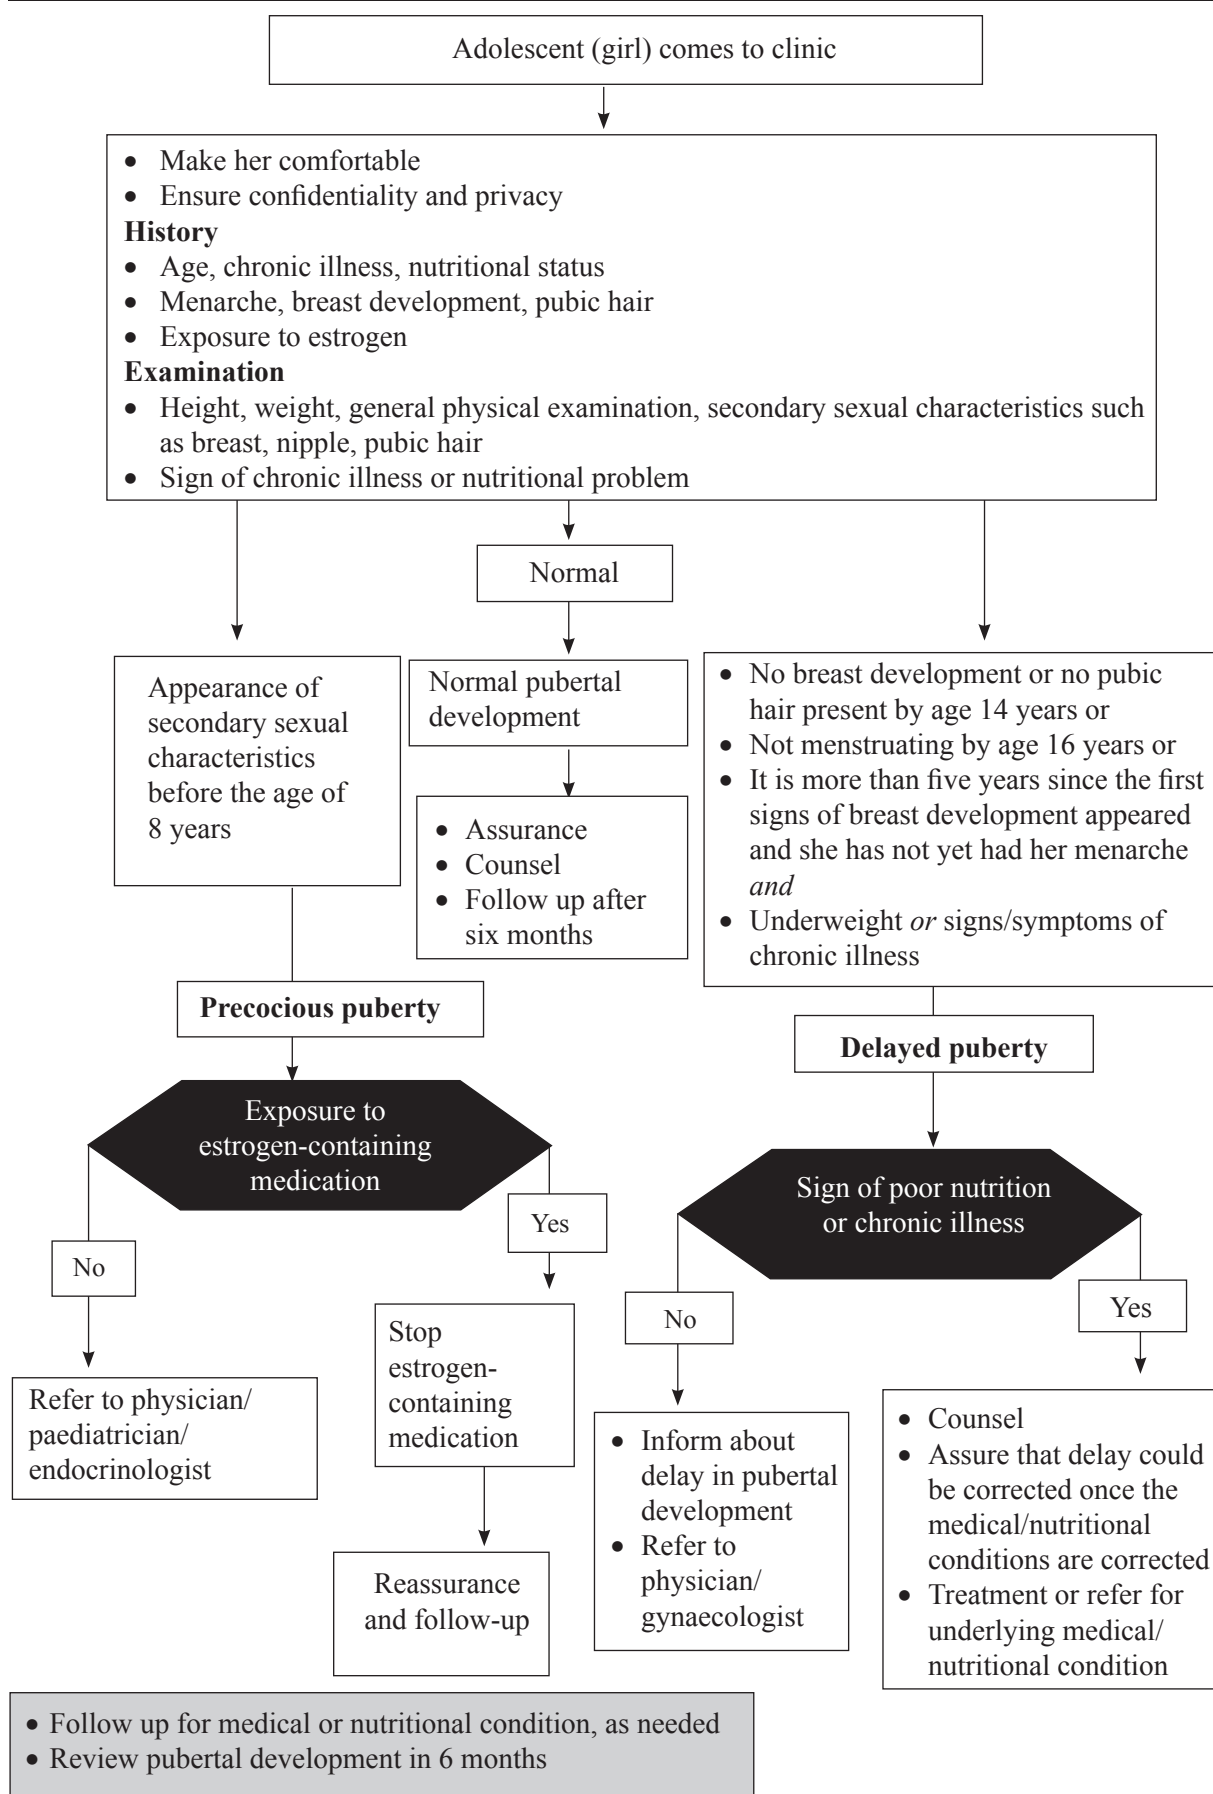 Adolescent (girl) comes to clinic
• Make her comfortable
• Ensure confidentiality and privacy
History
• Age, chronic illness, nutritional status
• Menarche, breast development, pubic hair
• Exposure to estrogen
Examination
• Height, weight, general physical examination, secondary sexual characteristics such
as breast, nipple, pubic hair
• Sign of chronic illness or nutritional problem
Normal
Appearance of
secondary sexual
characteristics
before the age of
8 years
Normal pubertal
development
• Assurance
• Counsel
• Follow up after
six months
• No breast development or no pubic
hair present by age 14 years or
• Not menstruating by age 16 years or
• It is more than five years since the first
signs of breast development appeared
and she has not yet had her menarche
and
• Underweight or signs/symptoms of
chronic illness
Precocious puberty
Delayed puberty
Exposure to
estrogen-containing
medication
No
Yes
Refer to physician/
paediatrician/
endocrinologist
Stop
estrogen-
containing
medication
Reassurance
and follow-up
Sign of poor nutrition
or chronic illness
No
Yes
• Inform about
delay in pubertal
development
• Refer to
physician/
gynaecologist
• Counsel
• Assure that delay could
be corrected once the
medical/nutritional
conditions are corrected
• Treatment or refer for
underlying medical/
nutritional condition
• Follow up for medical or nutritional condition, as needed
• Review pubertal development in 6 months